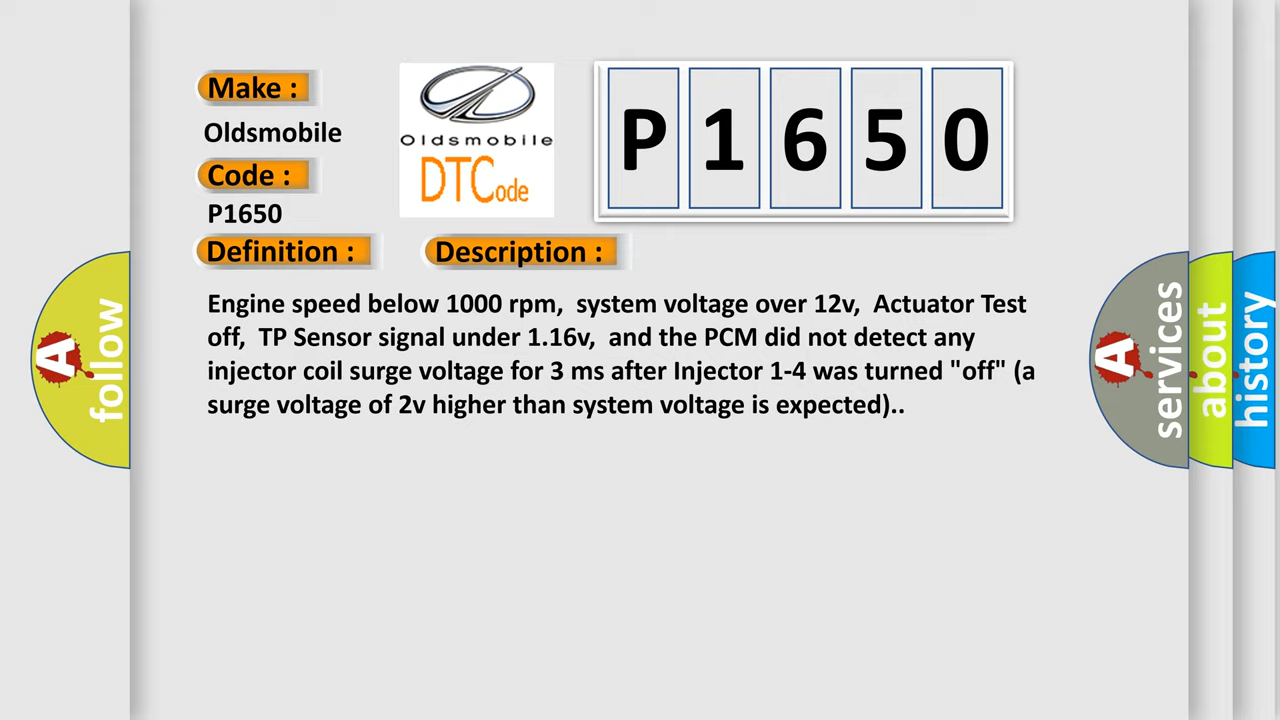 Make :
Oldsmobile
Code :
P1650
Oldsmobile
DTCode
P 1 6 5 0
Definition :
Description :
Engine speed below 1000 rpm,  system voltage over 12v,  Actuator Test
off,  TP Sensor signal under 1.16v,  and the PCM did not detect any
injector coil surge voltage for 3 ms after Injector 1-4 was turned "off" (a
surge voltage of 2v higher than system voltage is expected)..
A follow
A services
about
history